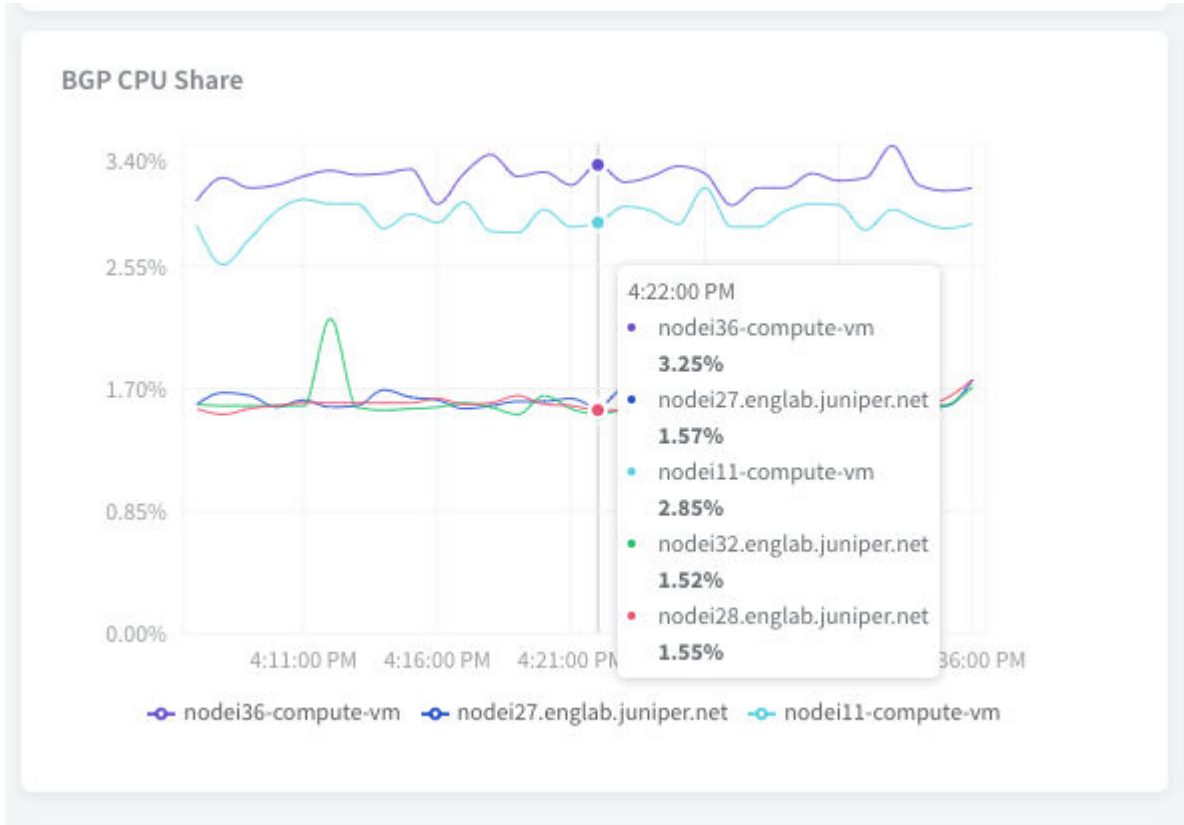 BGP CPU Share
3.40%
2.55%
1.70%
0.85%
0.00%
4:22:00 PM
nodei36-compute-vm
3.25%
nodei27.englab.juniper.net
1.57%
nodei11-compute-vm
2.85%
nodei32.englab.juniper.net
1.52%
nodei28.englab.juniper.net
1.55%
4:11:00 PM 4:16:00 PM 4:21:00 PM 36:00 PM
nodei36-compute-vm nodei27.englab.juniper.net nodei11-compute-vm